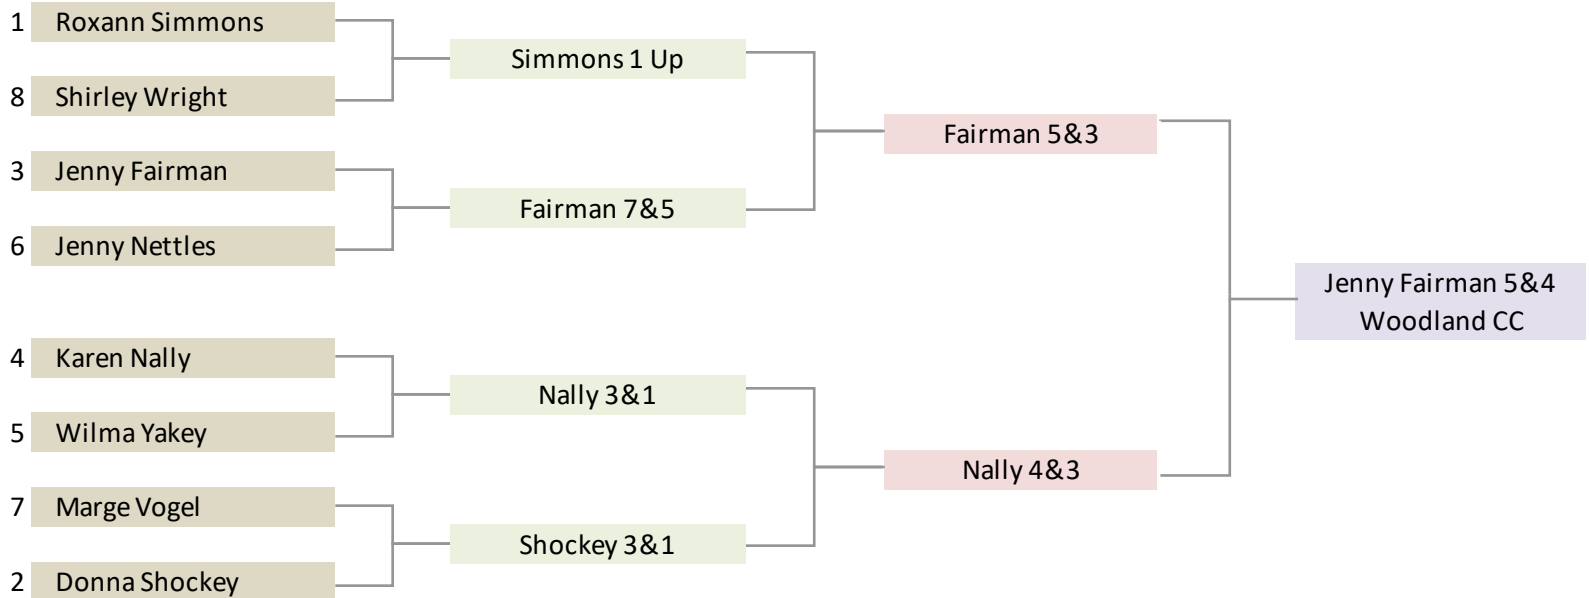 1 Roxann Simmons
Simmons 1 Up
8 Shirley Wright
Fairman 5&3
3 Jenny Fairman
Fairman 7&5
6 Jenny Nettles
Jenny Fairman 5&4
Woodland CC
4 Karen Nally
Nally 3&1
5 Wilma Yakey
Nally 4&3
7 Marge Vogel
Shockey 3&1
2 Donna Shockey